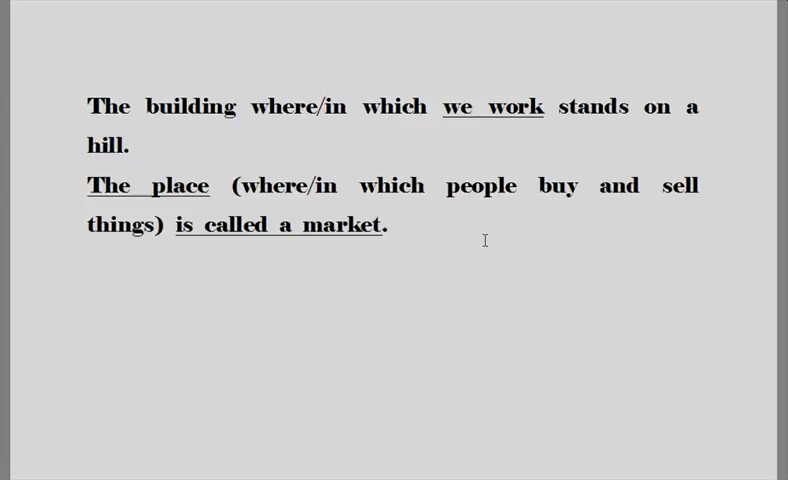 The building where/in which we work stands on a
hill.
The place (where/in which people buy and sell
things) is called a market.